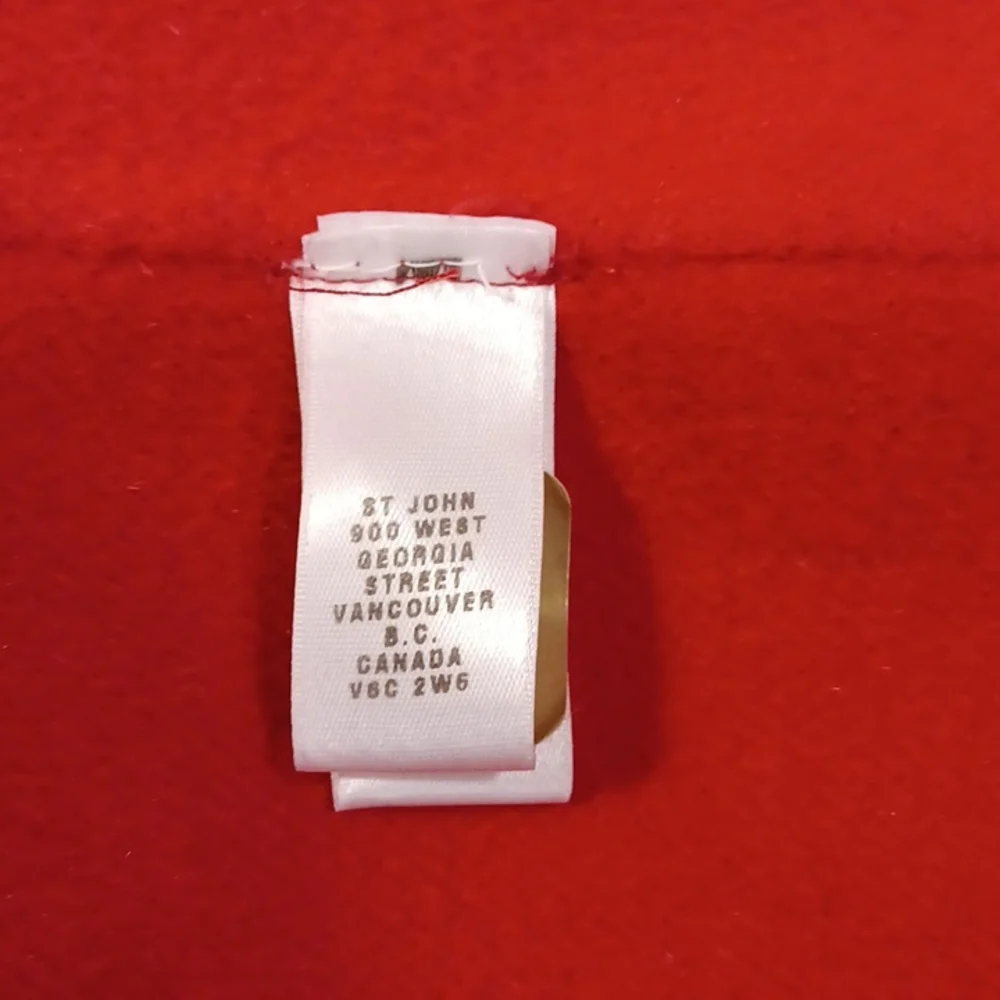 ST JOHN
900 WEST
GEORGIA
STREET
VANCOUVER
B.C.
CANADA
V6C 2W6